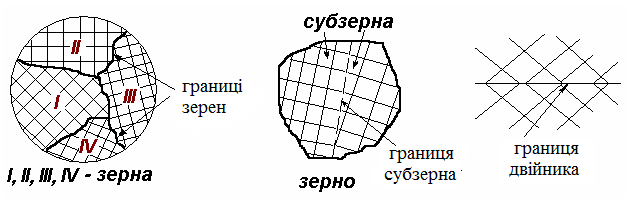 II
I
III
IV
границі
зерен
I, II, III, IV - зерна
субзерна
границя
субзерна
зерно
границя
двійника